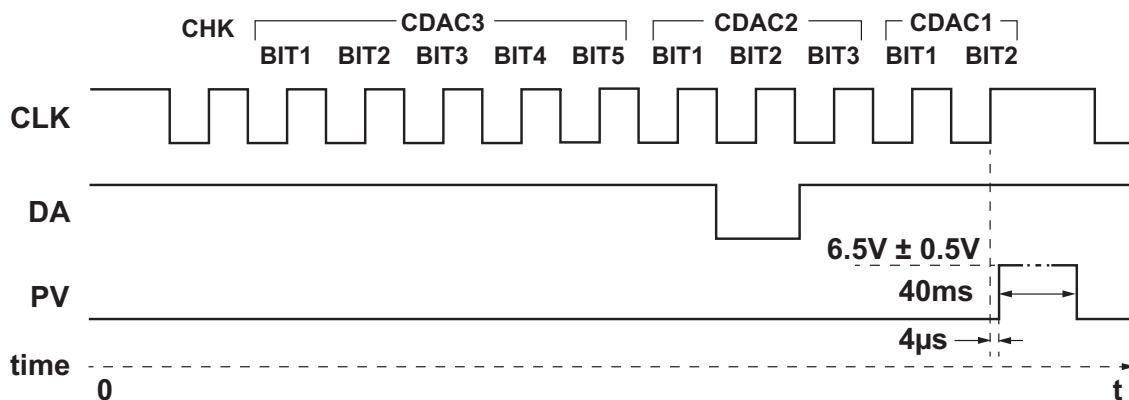 CDAC3 CDAC2 CDAC1
CHK BIT1 BIT2 BIT3 BIT4 BIT5 BIT1 BIT2 BIT3 BIT1 BIT2
CLK
DA
6.5V ± 0.5V
PV
40ms
4µs
time
0 t